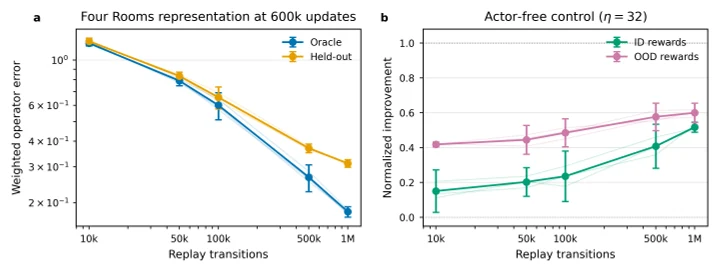 a
Four Rooms representation at 600k updates
Oracle
Held-out
Weighted operator error
10⁰
6 × 10⁻¹
4 × 10⁻¹
3 × 10⁻¹
2 × 10⁻¹
10k
50k
100k
500k
1M
Replay transitions
b
Actor-free control (η = 32)
ID rewards
OOD rewards
Normalized improvement
1.0
0.8
0.6
0.4
0.2
0.0
10k
50k
100k
500k
1M
Replay transitions